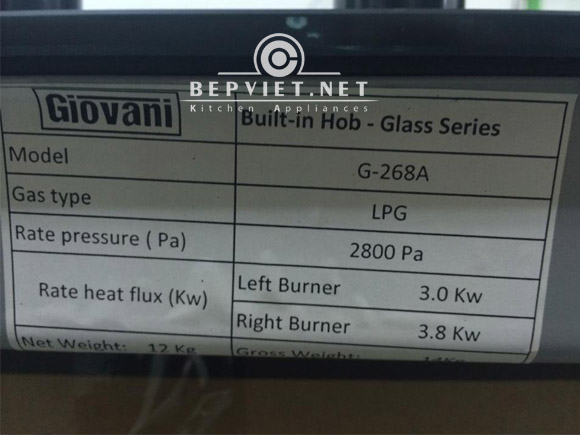 BEPVIET.NET
Kitchen Appliances
Giovani
Built-in Hob - Glass Series
Model G-268A
Gas type LPG
Rate pressure ( Pa) 2800 Pa
Rate heat flux (Kw)
Left Burner 3.0 Kw
Right Burner 3.8 Kw
Net Weight: 12 Kg Gross Weight: 14Kg